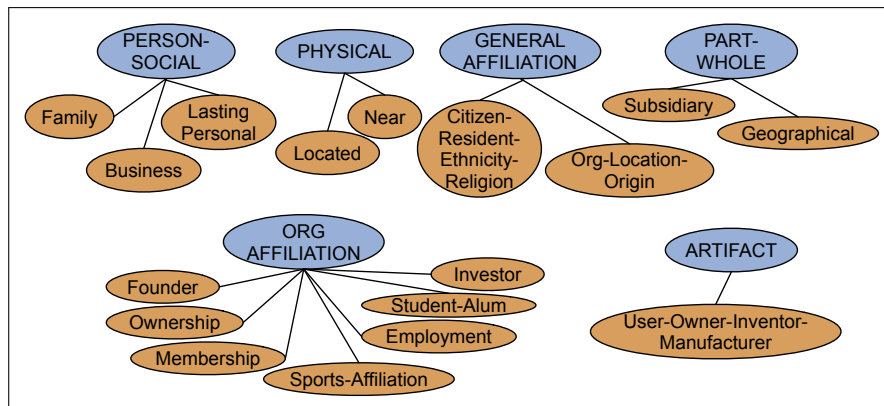 PERSON-
SOCIAL
PHYSICAL
GENERAL
AFFILIATION
PART-
WHOLE
Family
Lasting
Personal
Business
Near
Located
Citizen-
Resident-
Ethnicity-
Religion
Org-Location-
Origin
Subsidiary
Geographical
ORG
AFFILIATION
ARTIFACT
Founder
Ownership
Membership
Sports-Affiliation
Investor
Student-Alum
Employment
User-Owner-Inventor-
Manufacturer